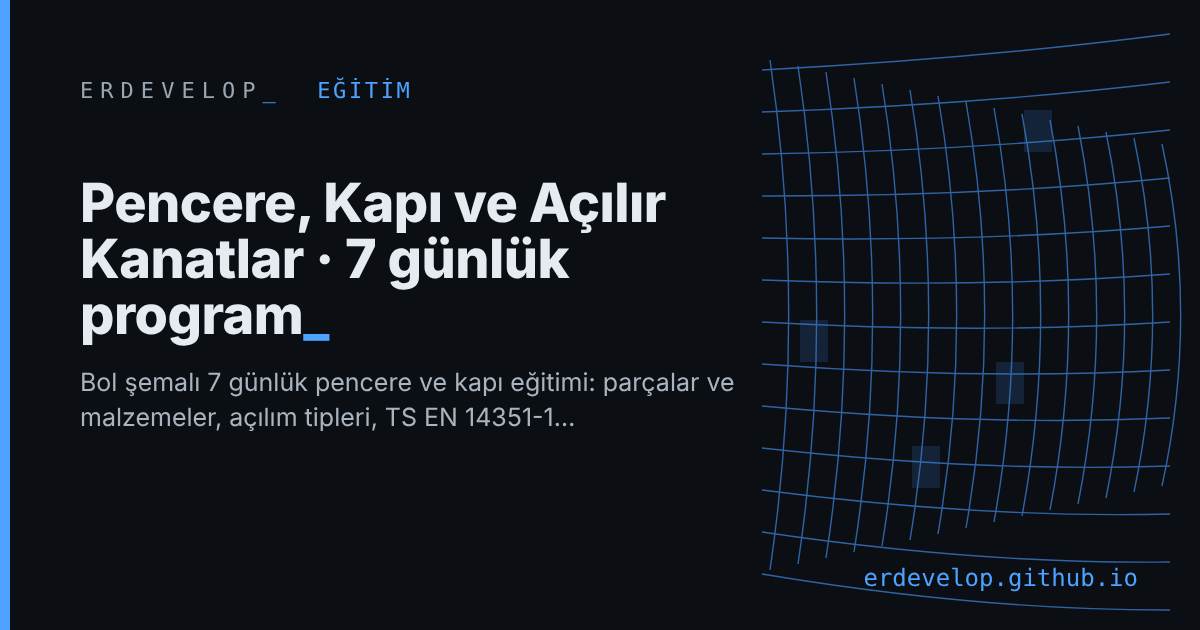 ERDEVELOP_ EĞİTİM
Pencere, Kapı ve Açılır
Kanatlar · 7 günlük
program_
Bol şemalı 7 günlük pencere ve kapı eğitimi: parçalar ve
malzemeler, açılım tipleri, TS EN 14351-1…
erdevelop.github.io